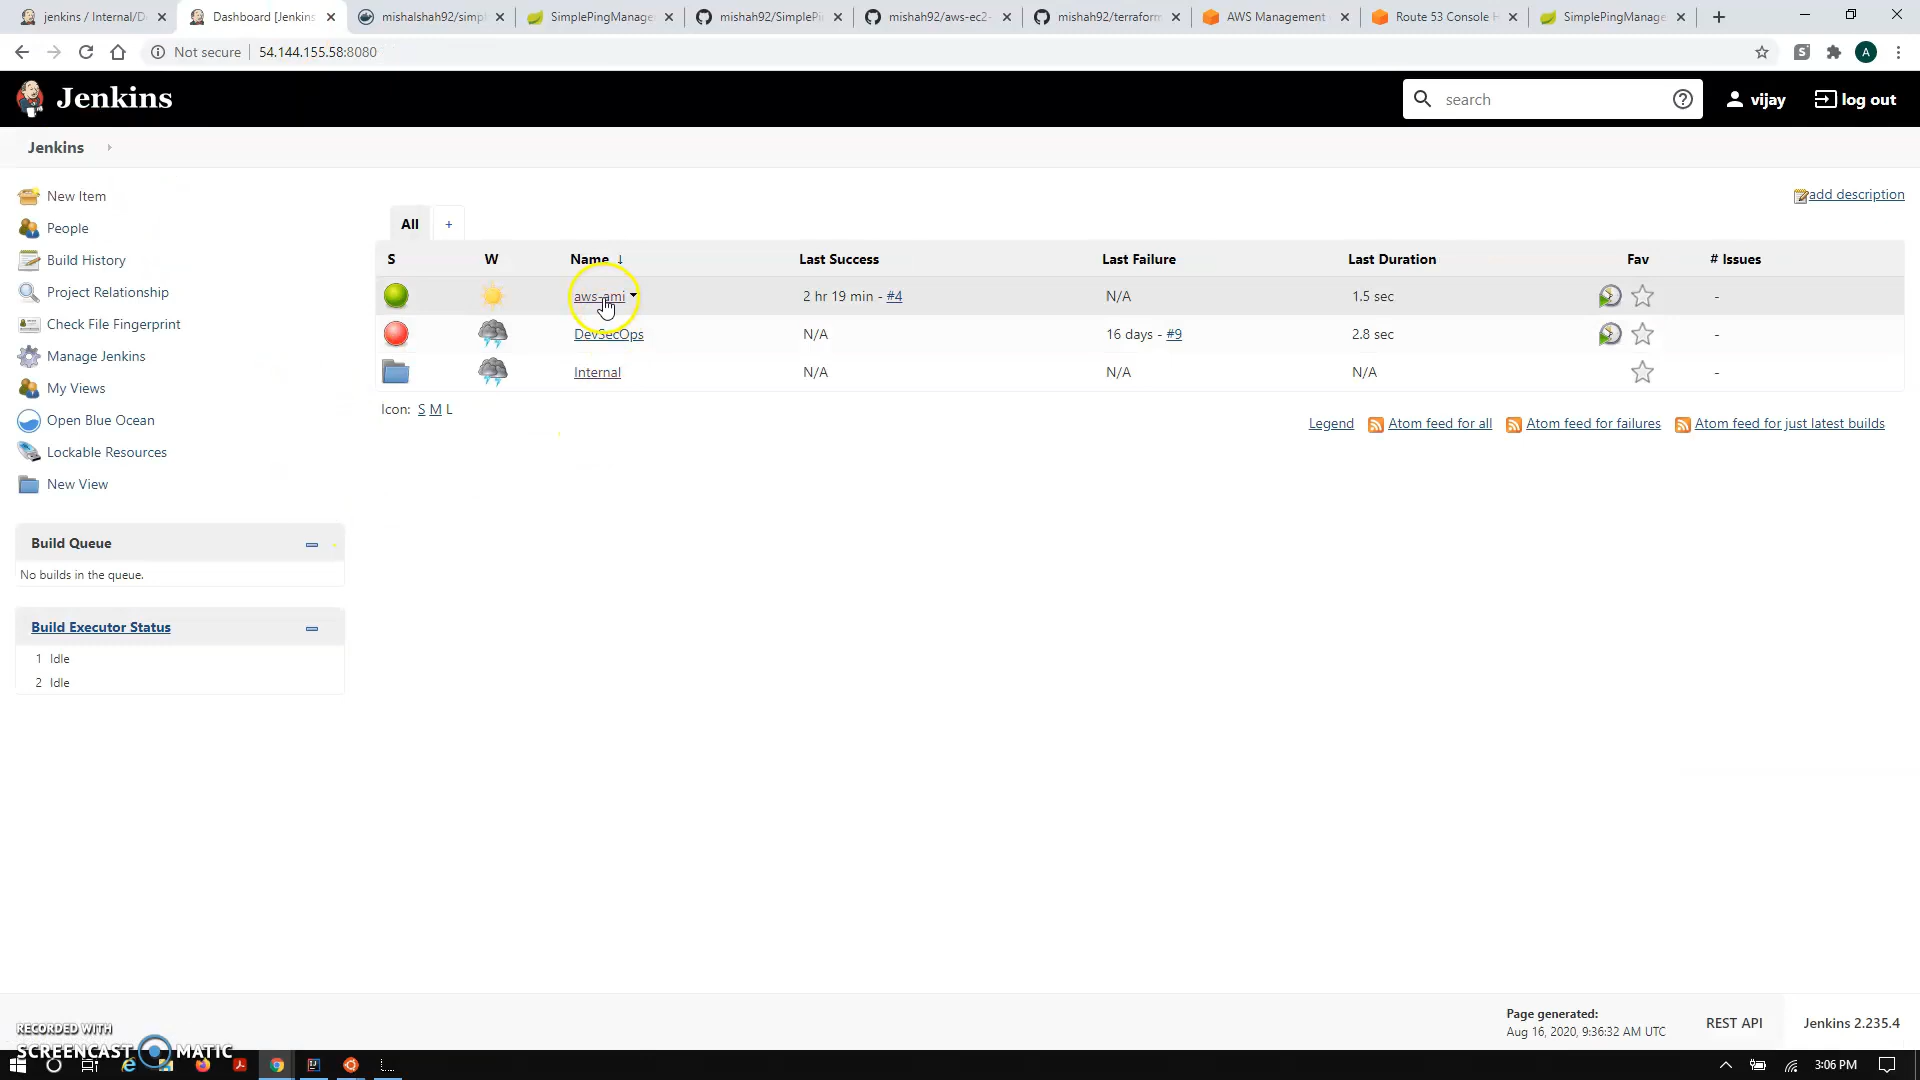 jenkins / Internal/D
Dashboard [Jenkins
mishalshah92/simpl
SimplePingManage
mishah92/SimplePi
mishah92/aws-ec2-
mishah92/terraform
AWS Management
Route 53 Console H
SimplePingManage
Not secure 54.144.155.58:8080
A
Jenkins
search
vijay
log out
Jenkins
New Item
People
Build History
Project Relationship
Check File Fingerprint
Manage Jenkins
My Views
Open Blue Ocean
Lockable Resources
New View
add description
All +
S W Name ↓ Last Success Last Failure Last Duration Fav # Issues
aws-ami 2 hr 19 min - #4 N/A 1.5 sec -
DevSecOps N/A 16 days - #9 2.8 sec -
Internal N/A N/A N/A -
Icon: S M L
Legend Atom feed for all Atom feed for failures Atom feed for just latest builds
Build Queue
No builds in the queue.
Build Executor Status
1 Idle
2 Idle
Page generated:
Aug 16, 2020, 9:36:32 AM UTC
REST API
Jenkins 2.235.4
RECORDED WITH
SCREENCAST MATIC
3:06 PM